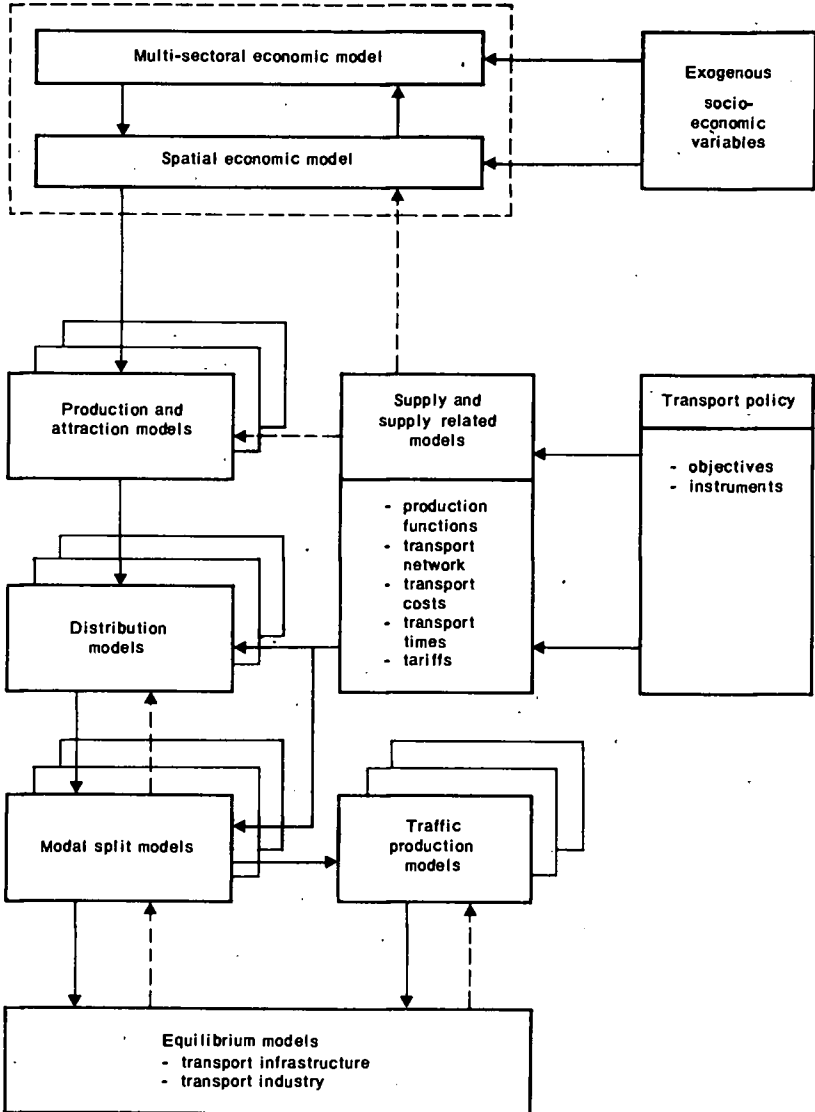 Multi-sectoral economic model
Exogenous
socio-
economic
variables
Spatial economic model
Production and
attraction models
Supply and
supply related
models
Transport policy
- objectives
- instruments
- production
functions
- transport
network
- transport
costs
- transport
times
- tariffs
Distribution
models
Modal split models
Traffic
production
models
Equilibrium models
- transport infrastructure
- transport industry